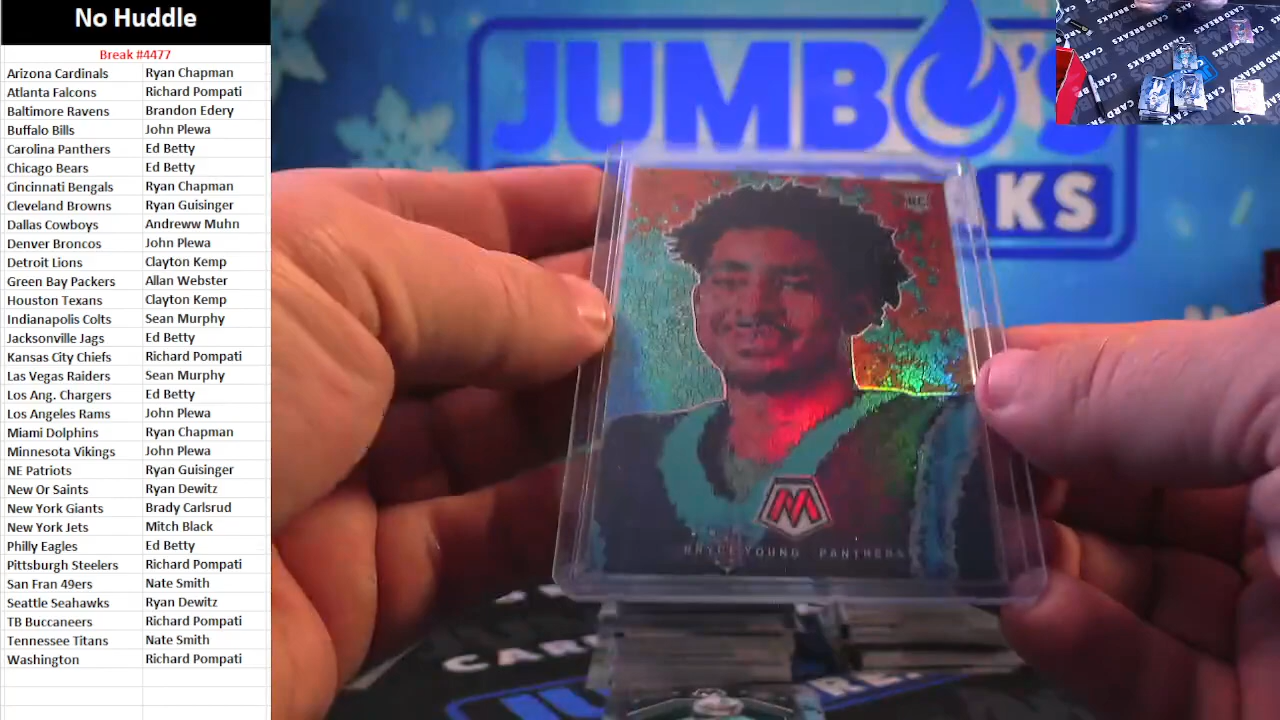 No Huddle
Break #4477
Arizona Cardinals Ryan Chapman
Atlanta Falcons Richard Pompati
Baltimore Ravens Brandon Edery
Buffalo Bills John Plewa
Carolina Panthers Ed Betty
Chicago Bears Ed Betty
Cincinnati Bengals Ryan Chapman
Cleveland Browns Ryan Guisinger
Dallas Cowboys Andreww Muhn
Denver Broncos John Plewa
Detroit Lions Clayton Kemp
Green Bay Packers Allan Webster
Houston Texans Clayton Kemp
Indianapolis Colts Sean Murphy
Jacksonville Jags Ed Betty
Kansas City Chiefs Richard Pompati
Las Vegas Raiders Sean Murphy
Los Ang. Chargers Ed Betty
Los Angeles Rams John Plewa
Miami Dolphins Ryan Chapman
Minnesota Vikings John Plewa
NE Patriots Ryan Guisinger
New Or Saints Ryan Dewitz
New York Giants Brady Carlsrud
New York Jets Mitch Black
Philly Eagles Ed Betty
Pittsburgh Steelers Richard Pompati
San Fran 49ers Nate Smith
Seattle Seahawks Ryan Dewitz
TB Buccaneers Richard Pompati
Tennessee Titans Nate Smith
Washington Richard Pompati
JUMBO'S
EAKS
RC
M
BRYCE YOUNG PANTHERS
CARD BREAKS
CAR
JU
REAKS